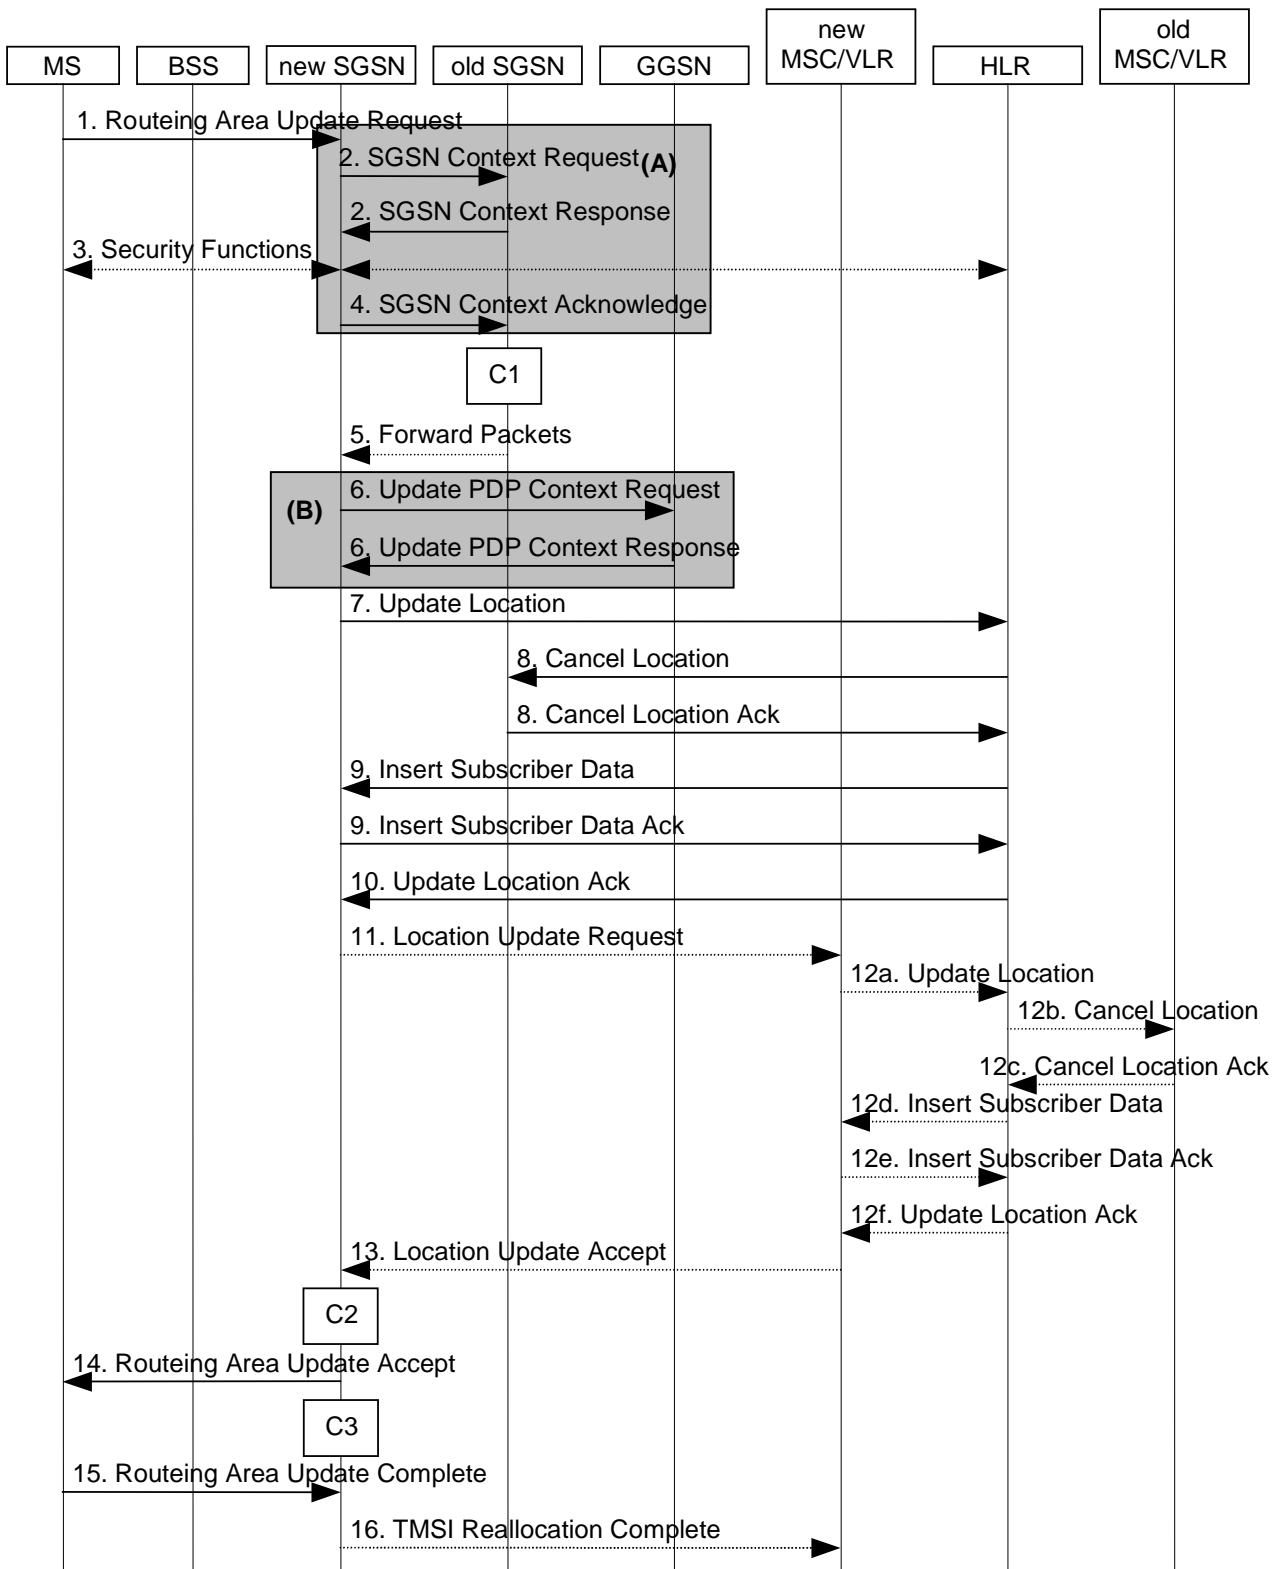 new
MSC/VLR
old
MSC/VLR
MS
BSS
new SGSN
old SGSN
GGSN
HLR
1. Routeing Area Update Request
2. SGSN Context Request
(A)
2. SGSN Context Response
3. Security Functions
4. SGSN Context Acknowledge
C1
5. Forward Packets
6. Update PDP Context Request
(B)
6. Update PDP Context Response
7. Update Location
8. Cancel Location
8. Cancel Location Ack
9. Insert Subscriber Data
9. Insert Subscriber Data Ack
10. Update Location Ack
11. Location Update Request
12a. Update Location
12b. Cancel Location
12c. Cancel Location Ack
12d. Insert Subscriber Data
12e. Insert Subscriber Data Ack
12f. Update Location Ack
13. Location Update Accept
C2
14. Routeing Area Update Accept
C3
15. Routeing Area Update Complete
16. TMSI Reallocation Complete